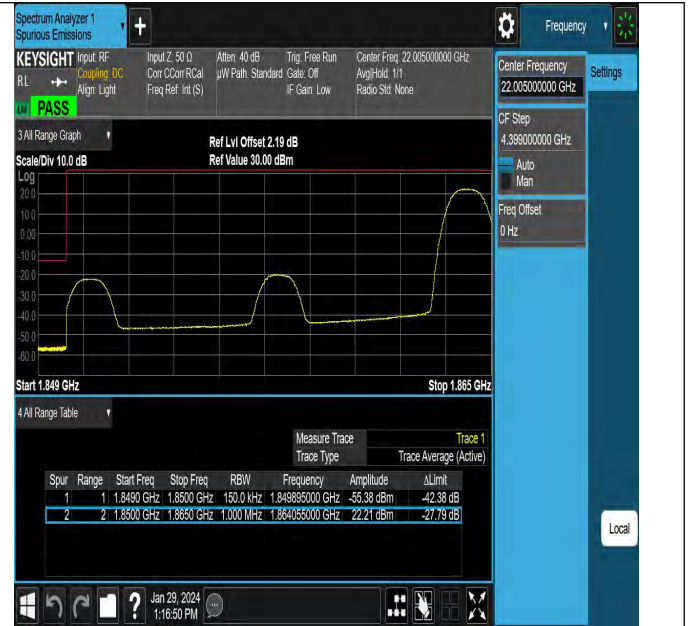 Spectrum Analyzer 1
Spurious Emissions
Frequency
KEYSIGHT Input: RF
RL
Coupling: DC
Align: Light
Input Z: 50 Ω
Corr CCorr RCal
Freq Ref: Int (S)
Atten: 40 dB
µW Path: Standard
Trig: Free Run
Gate: Off
IF Gain: Low
Center Freq: 22.005000000 GHz
Avg|Hold: 1/1
Radio Std: None
PASS
Center Frequency
22.005000000 GHz
Settings
CF Step
4.399000000 GHz
Auto
Man
Freq Offset
0 Hz
3 All Range Graph
Scale/Div 10.0 dB
Ref Lvl Offset 2.19 dB
Ref Value 30.00 dBm
Log
20.0
10.0
0.00
-10.0
-20.0
-30.0
-40.0
-50.0
-60.0
Start 1.849 GHz
Stop 1.865 GHz
4 All Range Table
Measure Trace Trace 1
Trace Type Trace Average (Active)
Spur Range Start Freq Stop Freq RBW Frequency Amplitude ΔLimit
1 1 1.8490 GHz 1.8500 GHz 150.0 kHz 1.849895000 GHz -55.38 dBm -42.38 dB
2 2 1.8500 GHz 1.8650 GHz 1.000 MHz 1.864055000 GHz 22.21 dBm -27.79 dB
Local
?
Jan 29, 2024
1:16:50 PM